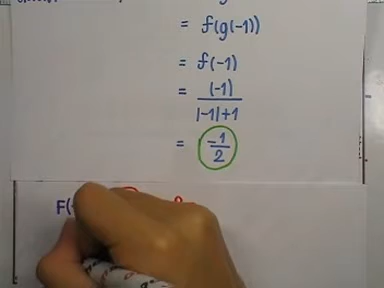 = f(g(-1))
= f(-1)
= (-1)
|-1|+1
= -1
2
F(